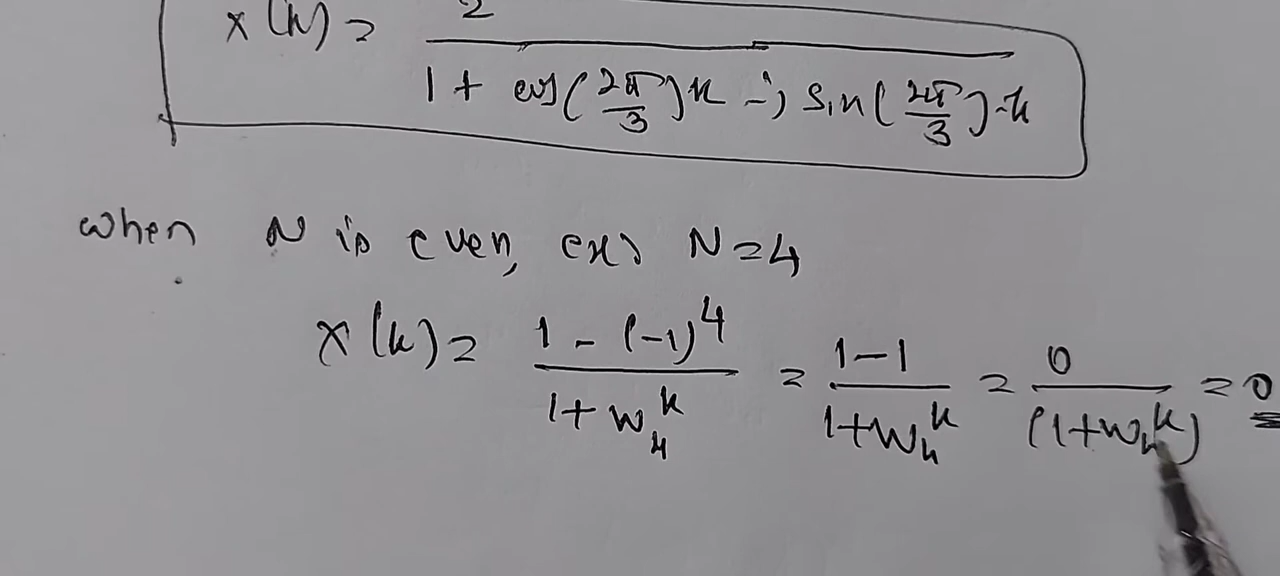 x(k) = 2 / (1 + cos(2π/3)k - j sin(2π/3).k)
when N is even, ex) N=4
X(k) = (1 - (-1)^4) / (1 + W_4^k) = (1-1) / (1+W_4^k) = 0 / (1+W_4^k) = 0